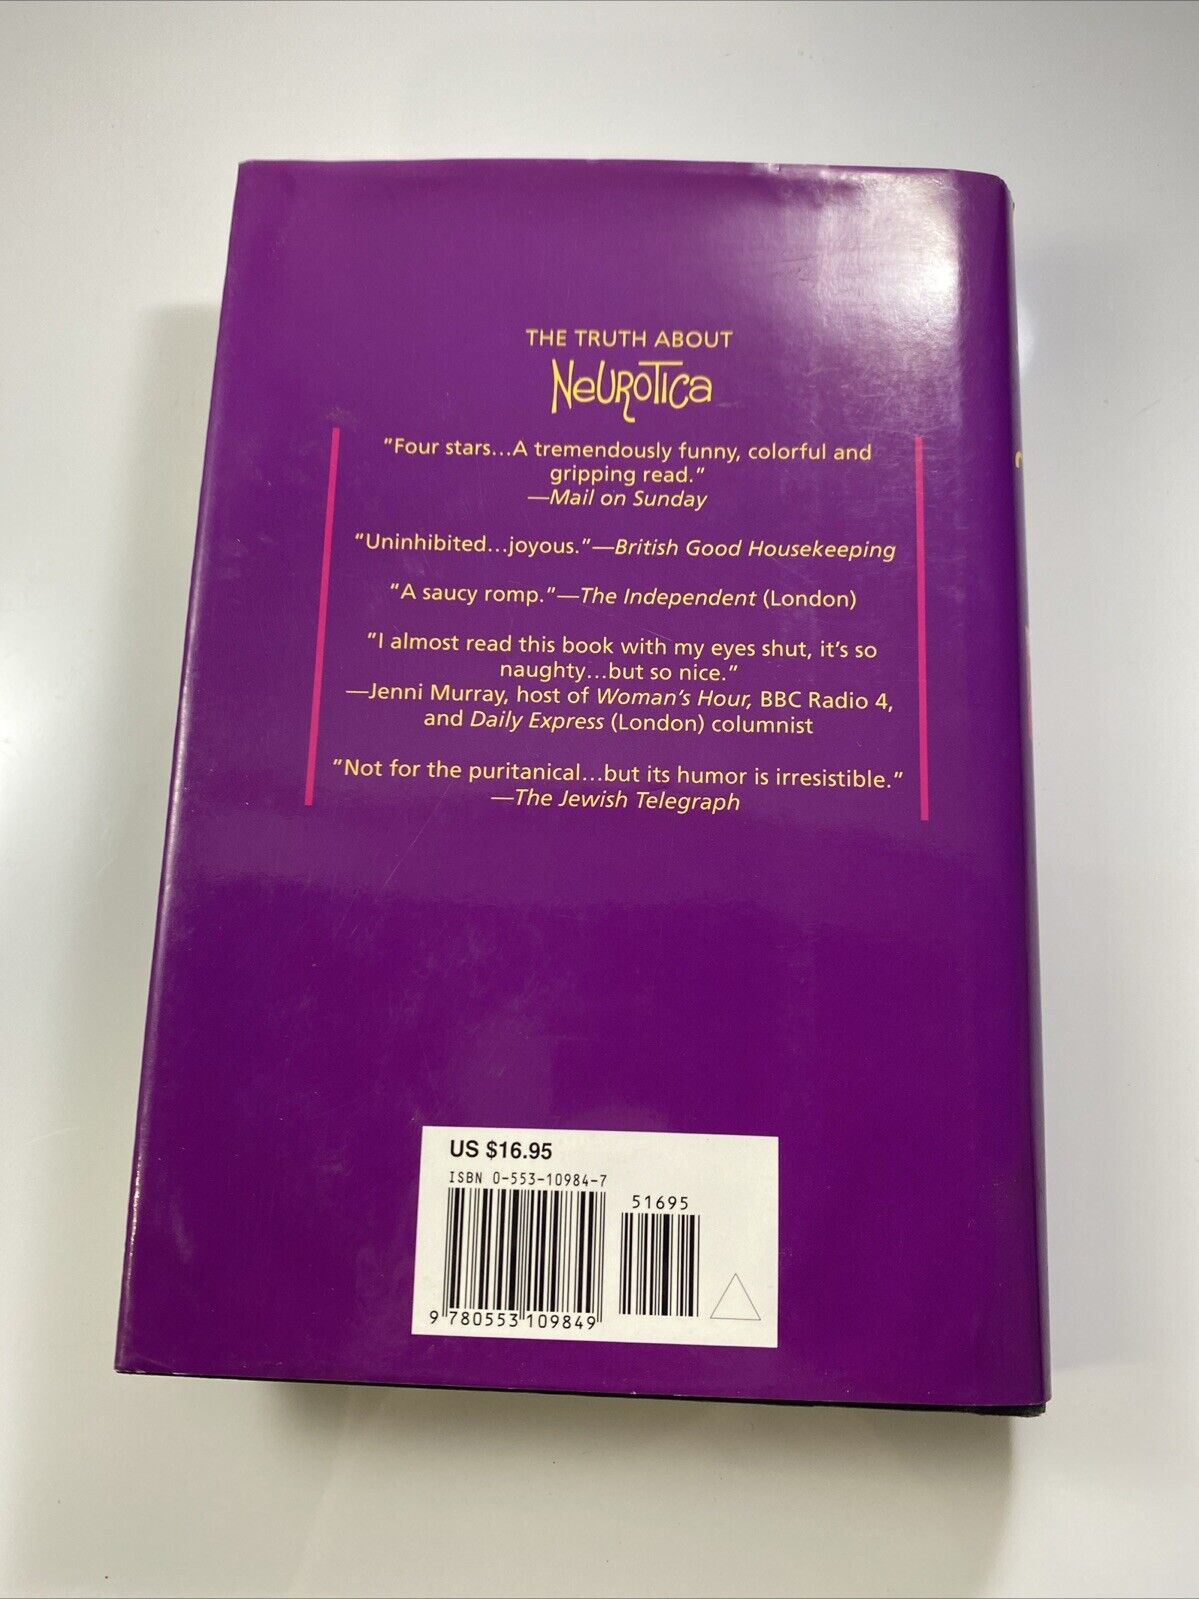 THE TRUTH ABOUT
NeUROTICa
"Four stars...A tremendously funny, colorful and
gripping read."
—Mail on Sunday
"Uninhibited...joyous."—British Good Housekeeping
"A saucy romp."—The Independent (London)
"I almost read this book with my eyes shut, it's so
naughty...but so nice."
—Jenni Murray, host of Woman's Hour, BBC Radio 4,
and Daily Express (London) columnist
"Not for the puritanical...but its humor is irresistible."
—The Jewish Telegraph
US $16.95
ISBN 0-553-10984-7
51695
9 780553 109849